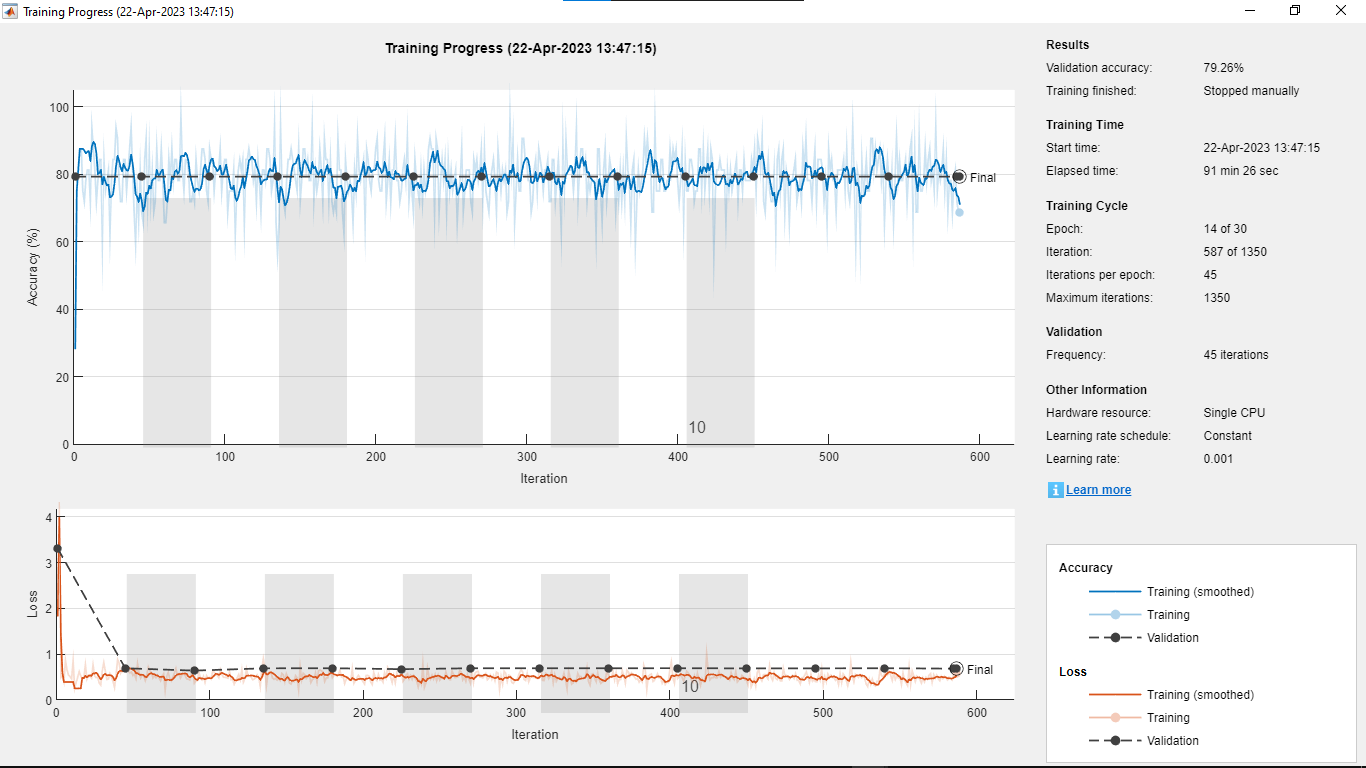 Training Progress (22-Apr-2023 13:47:15)
Training Progress (22-Apr-2023 13:47:15)
100
80
60
40
20
0
Accuracy (%)
Final
10
0 100 200 300 400 500 600
Iteration
4
3
2
1
0
Loss
Final
10
0 100 200 300 400 500 600
Iteration
Results
Validation accuracy: 79.26%
Training finished: Stopped manually
Training Time
Start time: 22-Apr-2023 13:47:15
Elapsed time: 91 min 26 sec
Training Cycle
Epoch: 14 of 30
Iteration: 587 of 1350
Iterations per epoch: 45
Maximum iterations: 1350
Validation
Frequency: 45 iterations
Other Information
Hardware resource: Single CPU
Learning rate schedule: Constant
Learning rate: 0.001
i Learn more
Accuracy
Training (smoothed)
Training
Validation
Loss
Training (smoothed)
Training
Validation